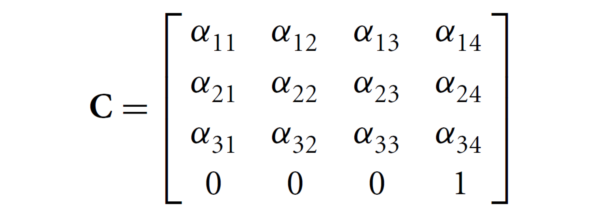 α₁₁ α₁₂ α₁₃ α₁₄
α₂₁ α₂₂ α₂₃ α₂₄
C =
α₃₁ α₃₂ α₃₃ α₃₄
0 0 0 1